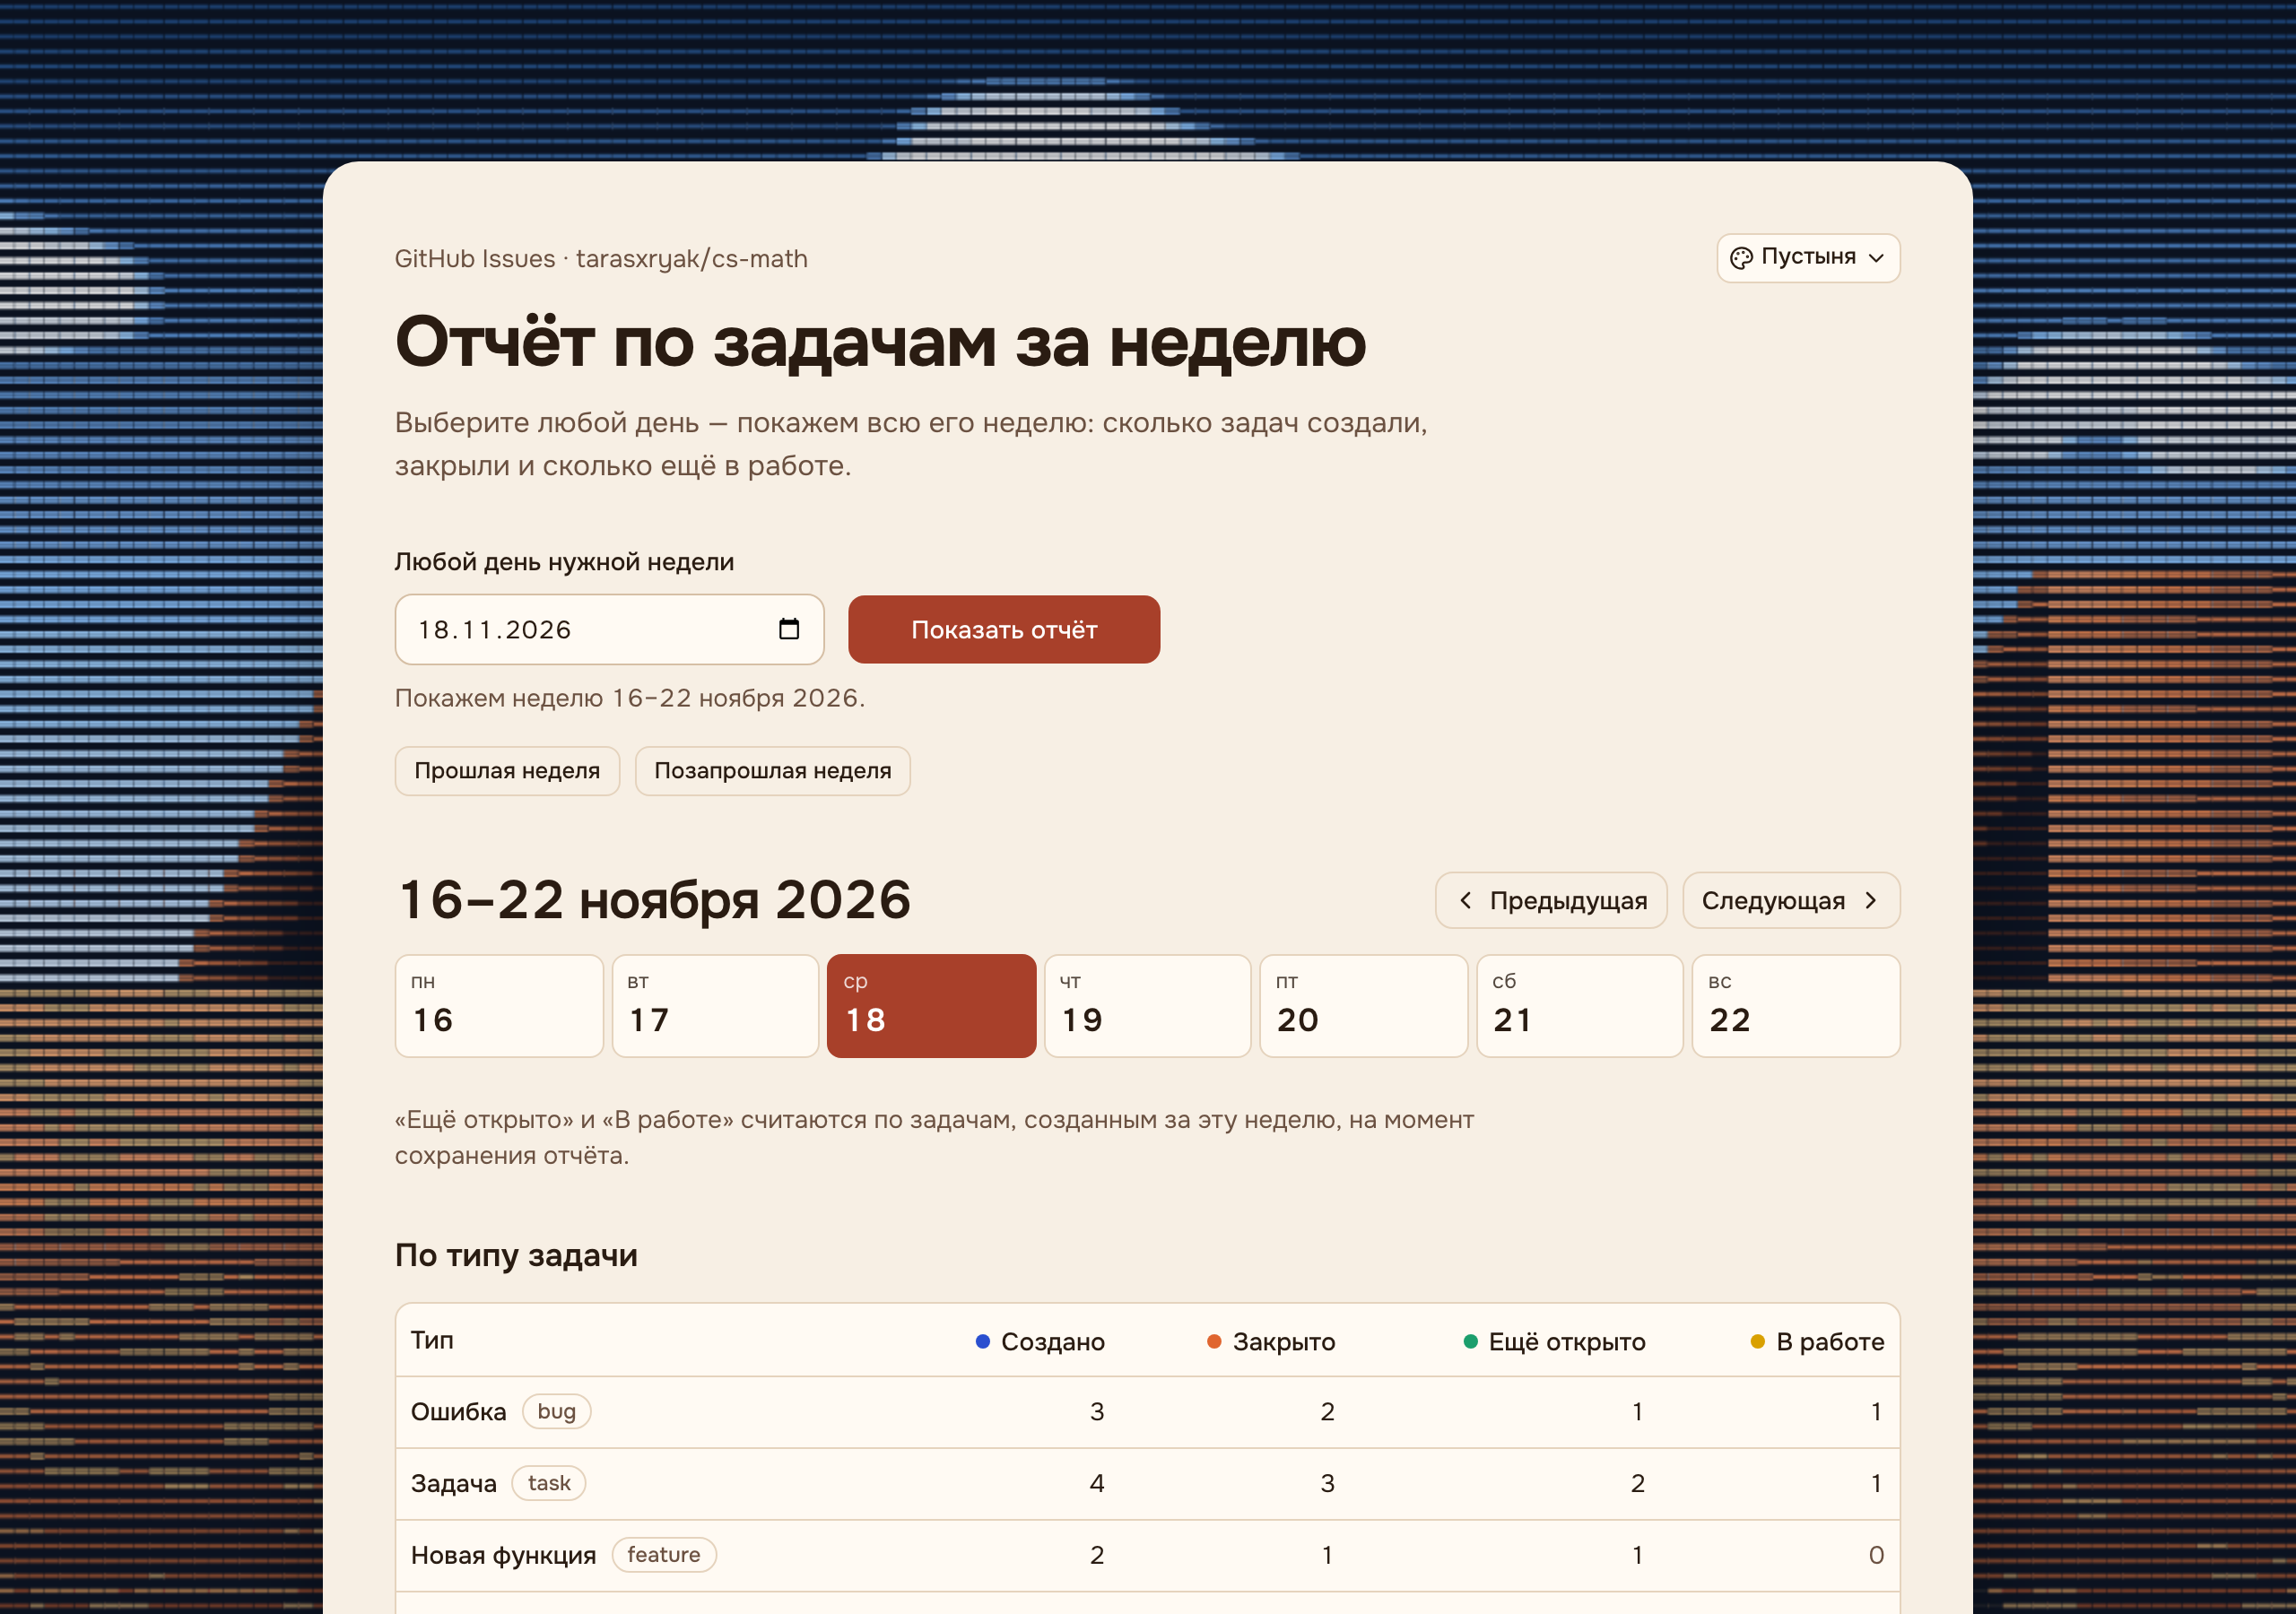 GitHub Issues · tarasxryak/cs-math
Пустыня
Отчёт по задачам за неделю
Выберите любой день — покажем всю его неделю: сколько задач создали,
закрыли и сколько ещё в работе.
Любой день нужной недели
18.11.2026
Показать отчёт
Покажем неделю 16–22 ноября 2026.
Прошлая неделя Позапрошлая неделя
16–22 ноября 2026
Предыдущая Следующая
пн вт ср чт пт сб вс
16 17 18 19 20 21 22
«Ещё открыто» и «В работе» считаются по задачам, созданным за эту неделю, на момент
сохранения отчёта.
По типу задачи
Тип Создано Закрыто Ещё открыто В работе
Ошибка bug 3 2 1 1
Задача task 4 3 2 1
Новая функция feature 2 1 1 0